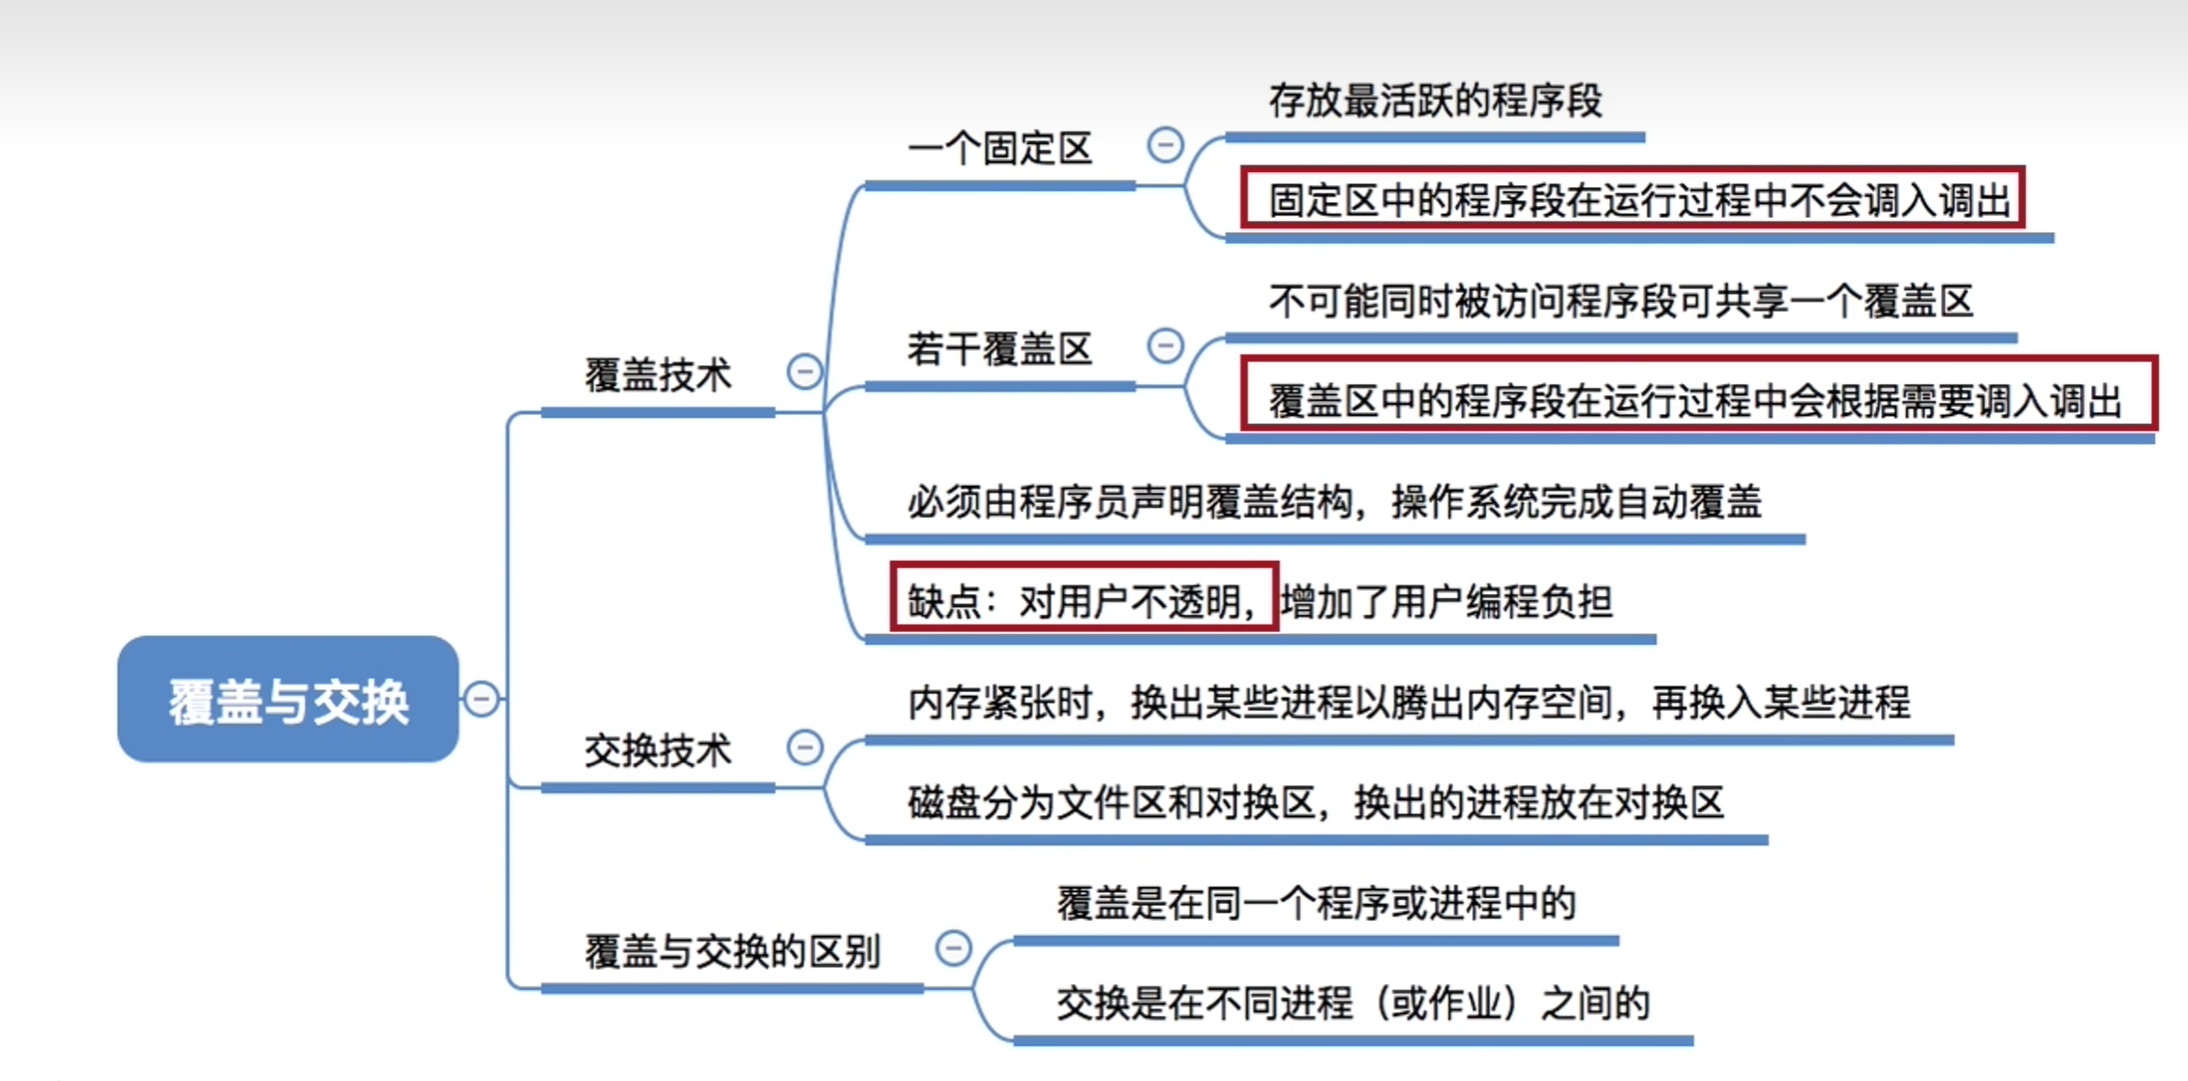 覆盖与交换
覆盖技术
一个固定区
存放最活跃的程序段
固定区中的程序段在运行过程中不会调入调出
若干覆盖区
不可能同时被访问程序段可共享一个覆盖区
覆盖区中的程序段在运行过程中会根据需要调入调出
必须由程序员声明覆盖结构，操作系统完成自动覆盖
缺点：对用户不透明，增加了用户编程负担
交换技术
内存紧张时，换出某些进程以腾出内存空间，再换入某些进程
磁盘分为文件区和对换区，换出的进程放在对换区
覆盖与交换的区别
覆盖是在同一个程序或进程中的
交换是在不同进程（或作业）之间的